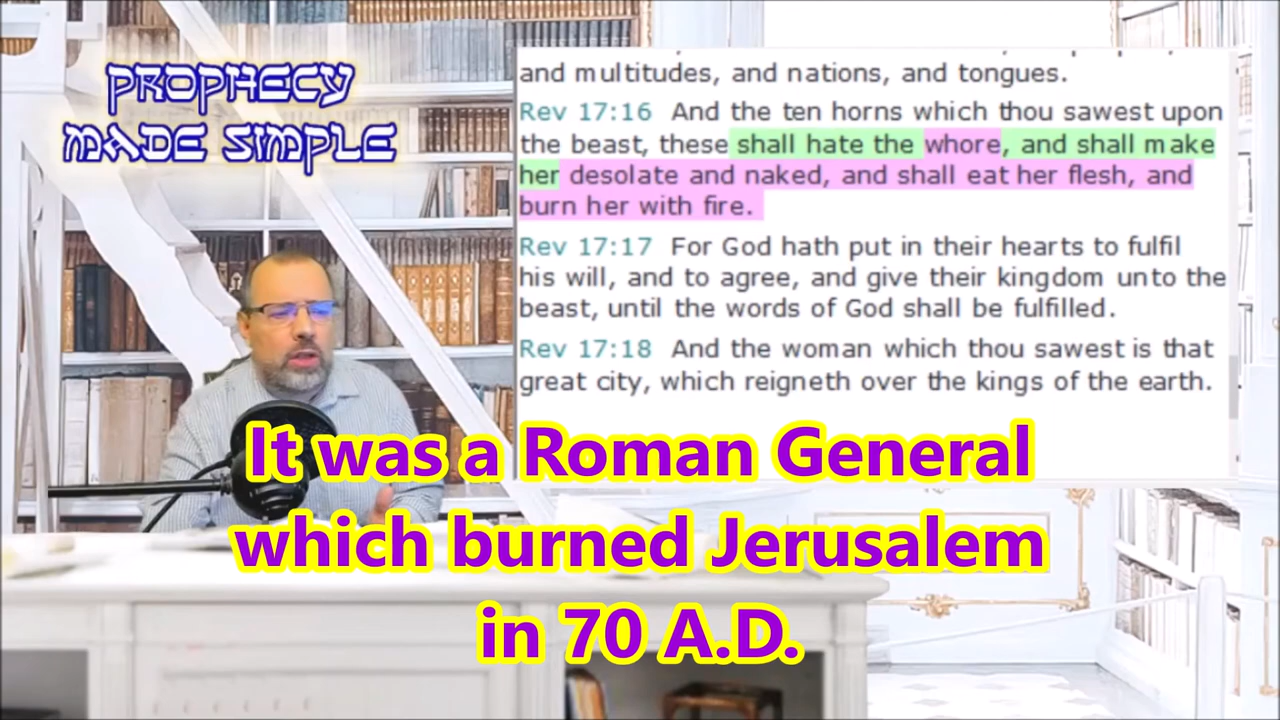 PROPHECY
MADE SIMPLE
and multitudes, and nations, and tongues.
Rev 17:16 And the ten horns which thou sawest upon
the beast, these shall hate the whore, and shall make
her desolate and naked, and shall eat her flesh, and
burn her with fire.
Rev 17:17 For God hath put in their hearts to fulfil
his will, and to agree, and give their kingdom unto the
beast, until the words of God shall be fulfilled.
Rev 17:18 And the woman which thou sawest is that
great city, which reigneth over the kings of the earth.
It was a Roman General
which burned Jerusalem
in 70 A.D.